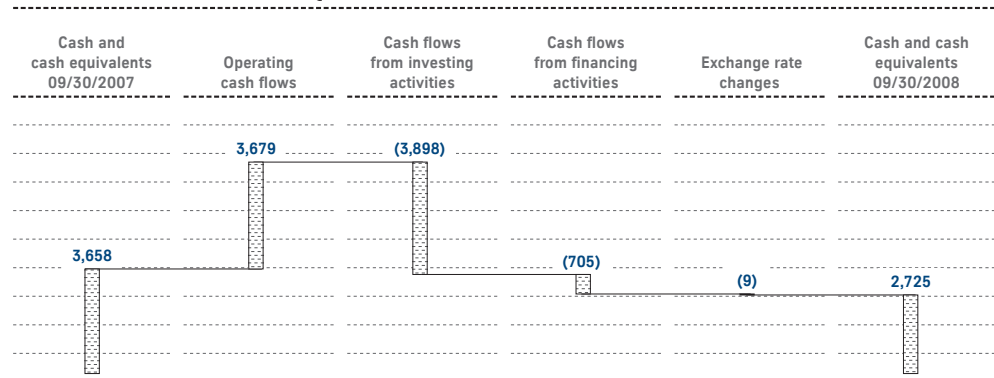 Cash and
cash equivalents
09/30/2007
Operating
cash flows
Cash flows
from investing
activities
Cash flows
from financing
activities
Exchange rate
changes
Cash and cash
equivalents
09/30/2008
3,679
(3,898)
3,658
(705)
(9)
2,725